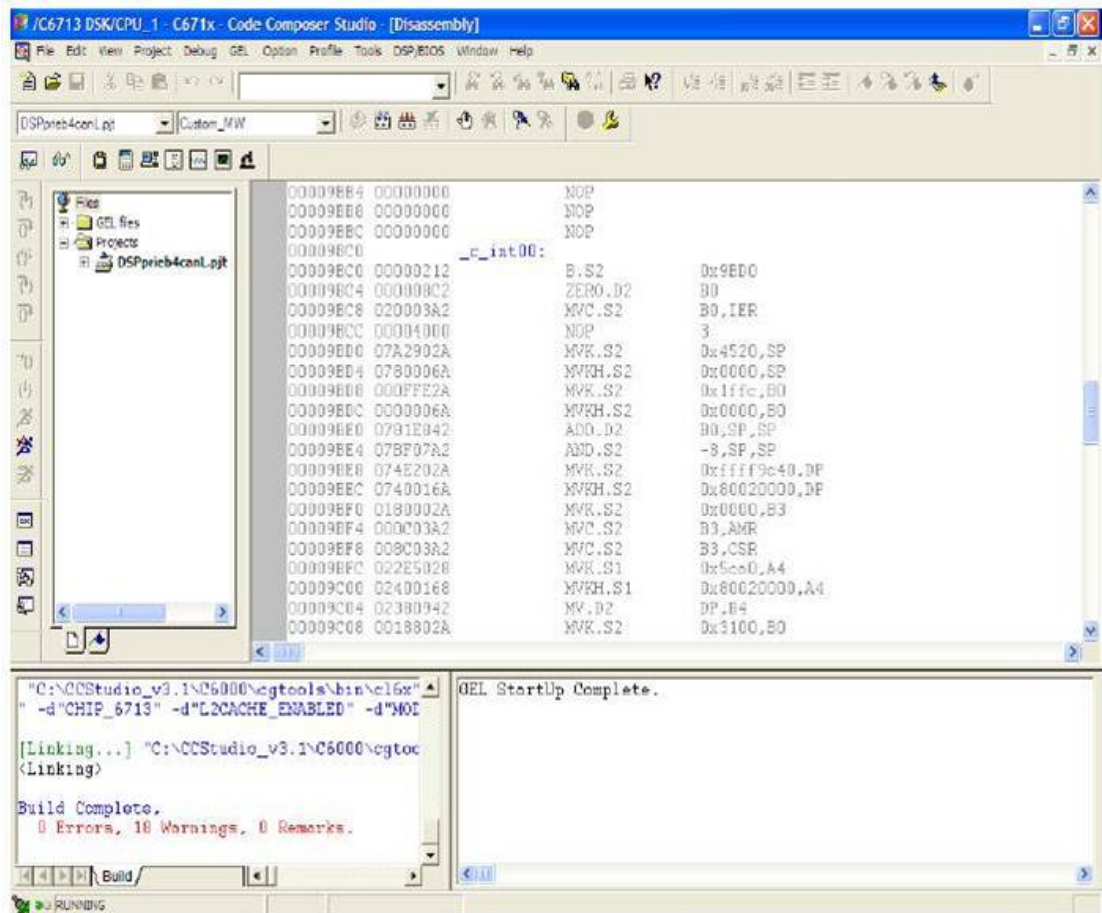 /C6713 DSK/CPU_1 - C671x - Code Composer Studio - [Disassembly]
File Edit View Project Debug GEL Option Profile Tools DSP/BIOS Window Help
DSPprieb4canL.pjt Custom_MW
Files
GEL files
Projects
DSPprieb4canL.pjt
00009BB4 00000000 NOP
00009BB8 00000000 NOP
00009BBC 00000000 NOP
00009BC0 _c_int00:
00009BC0 00000212 B.S2 0x9BD0
00009BC4 000008C2 ZERO.D2 B0
00009BC8 020003A2 MVC.S2 B0,IER
00009BCC 00004000 NOP 3
00009BD0 07A2902A MVK.S2 0x4520,SP
00009BD4 0780006A MVKH.S2 0x0000,SP
00009BD8 000FFE2A MVK.S2 0x1ffc,B0
00009BDC 0000006A MVKH.S2 0x0000,B0
00009BE0 0781E042 ADD.D2 B0,SP,SP
00009BE4 07BF07A2 AND.S2 -8,SP,SP
00009BE8 074E202A MVK.S2 0xffff9c40,DP
00009BEC 0740016A MVKH.S2 0x80020000,DP
00009BF0 0180002A MVK.S2 0x0000,B3
00009BF4 000C03A2 MVC.S2 B3,AMR
00009BF8 008C03A2 MVC.S2 B3,CSR
00009BFC 022E5028 MVK.S1 0x5ca0,A4
00009C00 02400168 MVKH.S1 0x80020000,A4
00009C04 02380942 MV.D2 DP,B4
00009C08 0018802A MVK.S2 0x3100,B0
"C:\CCStudio_v3.1\C6000\cgtools\bin\cl6x"
" -d"CHIP_6713" -d"L2CACHE_ENABLED" -d"MOD
[Linking...] "C:\CCStudio_v3.1\C6000\cgtoo
<Linking>
Build Complete,
0 Errors, 18 Warnings, 0 Remarks.
Build
GEL StartUp Complete.
RUNNING